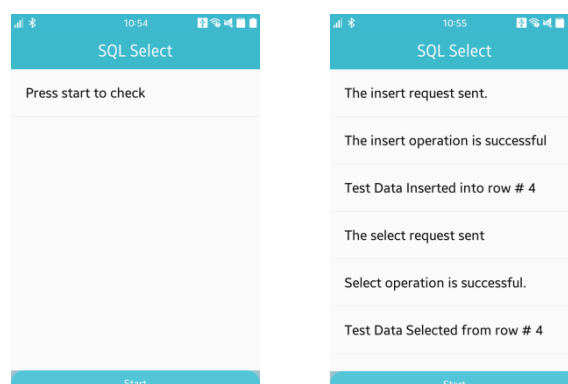 10:54
SQL Select
Press start to check
Start
10:55
SQL Select
The insert request sent.
The insert operation is successful
Test Data Inserted into row # 4
The select request sent
Select operation is successful.
Test Data Selected from row # 4
Start